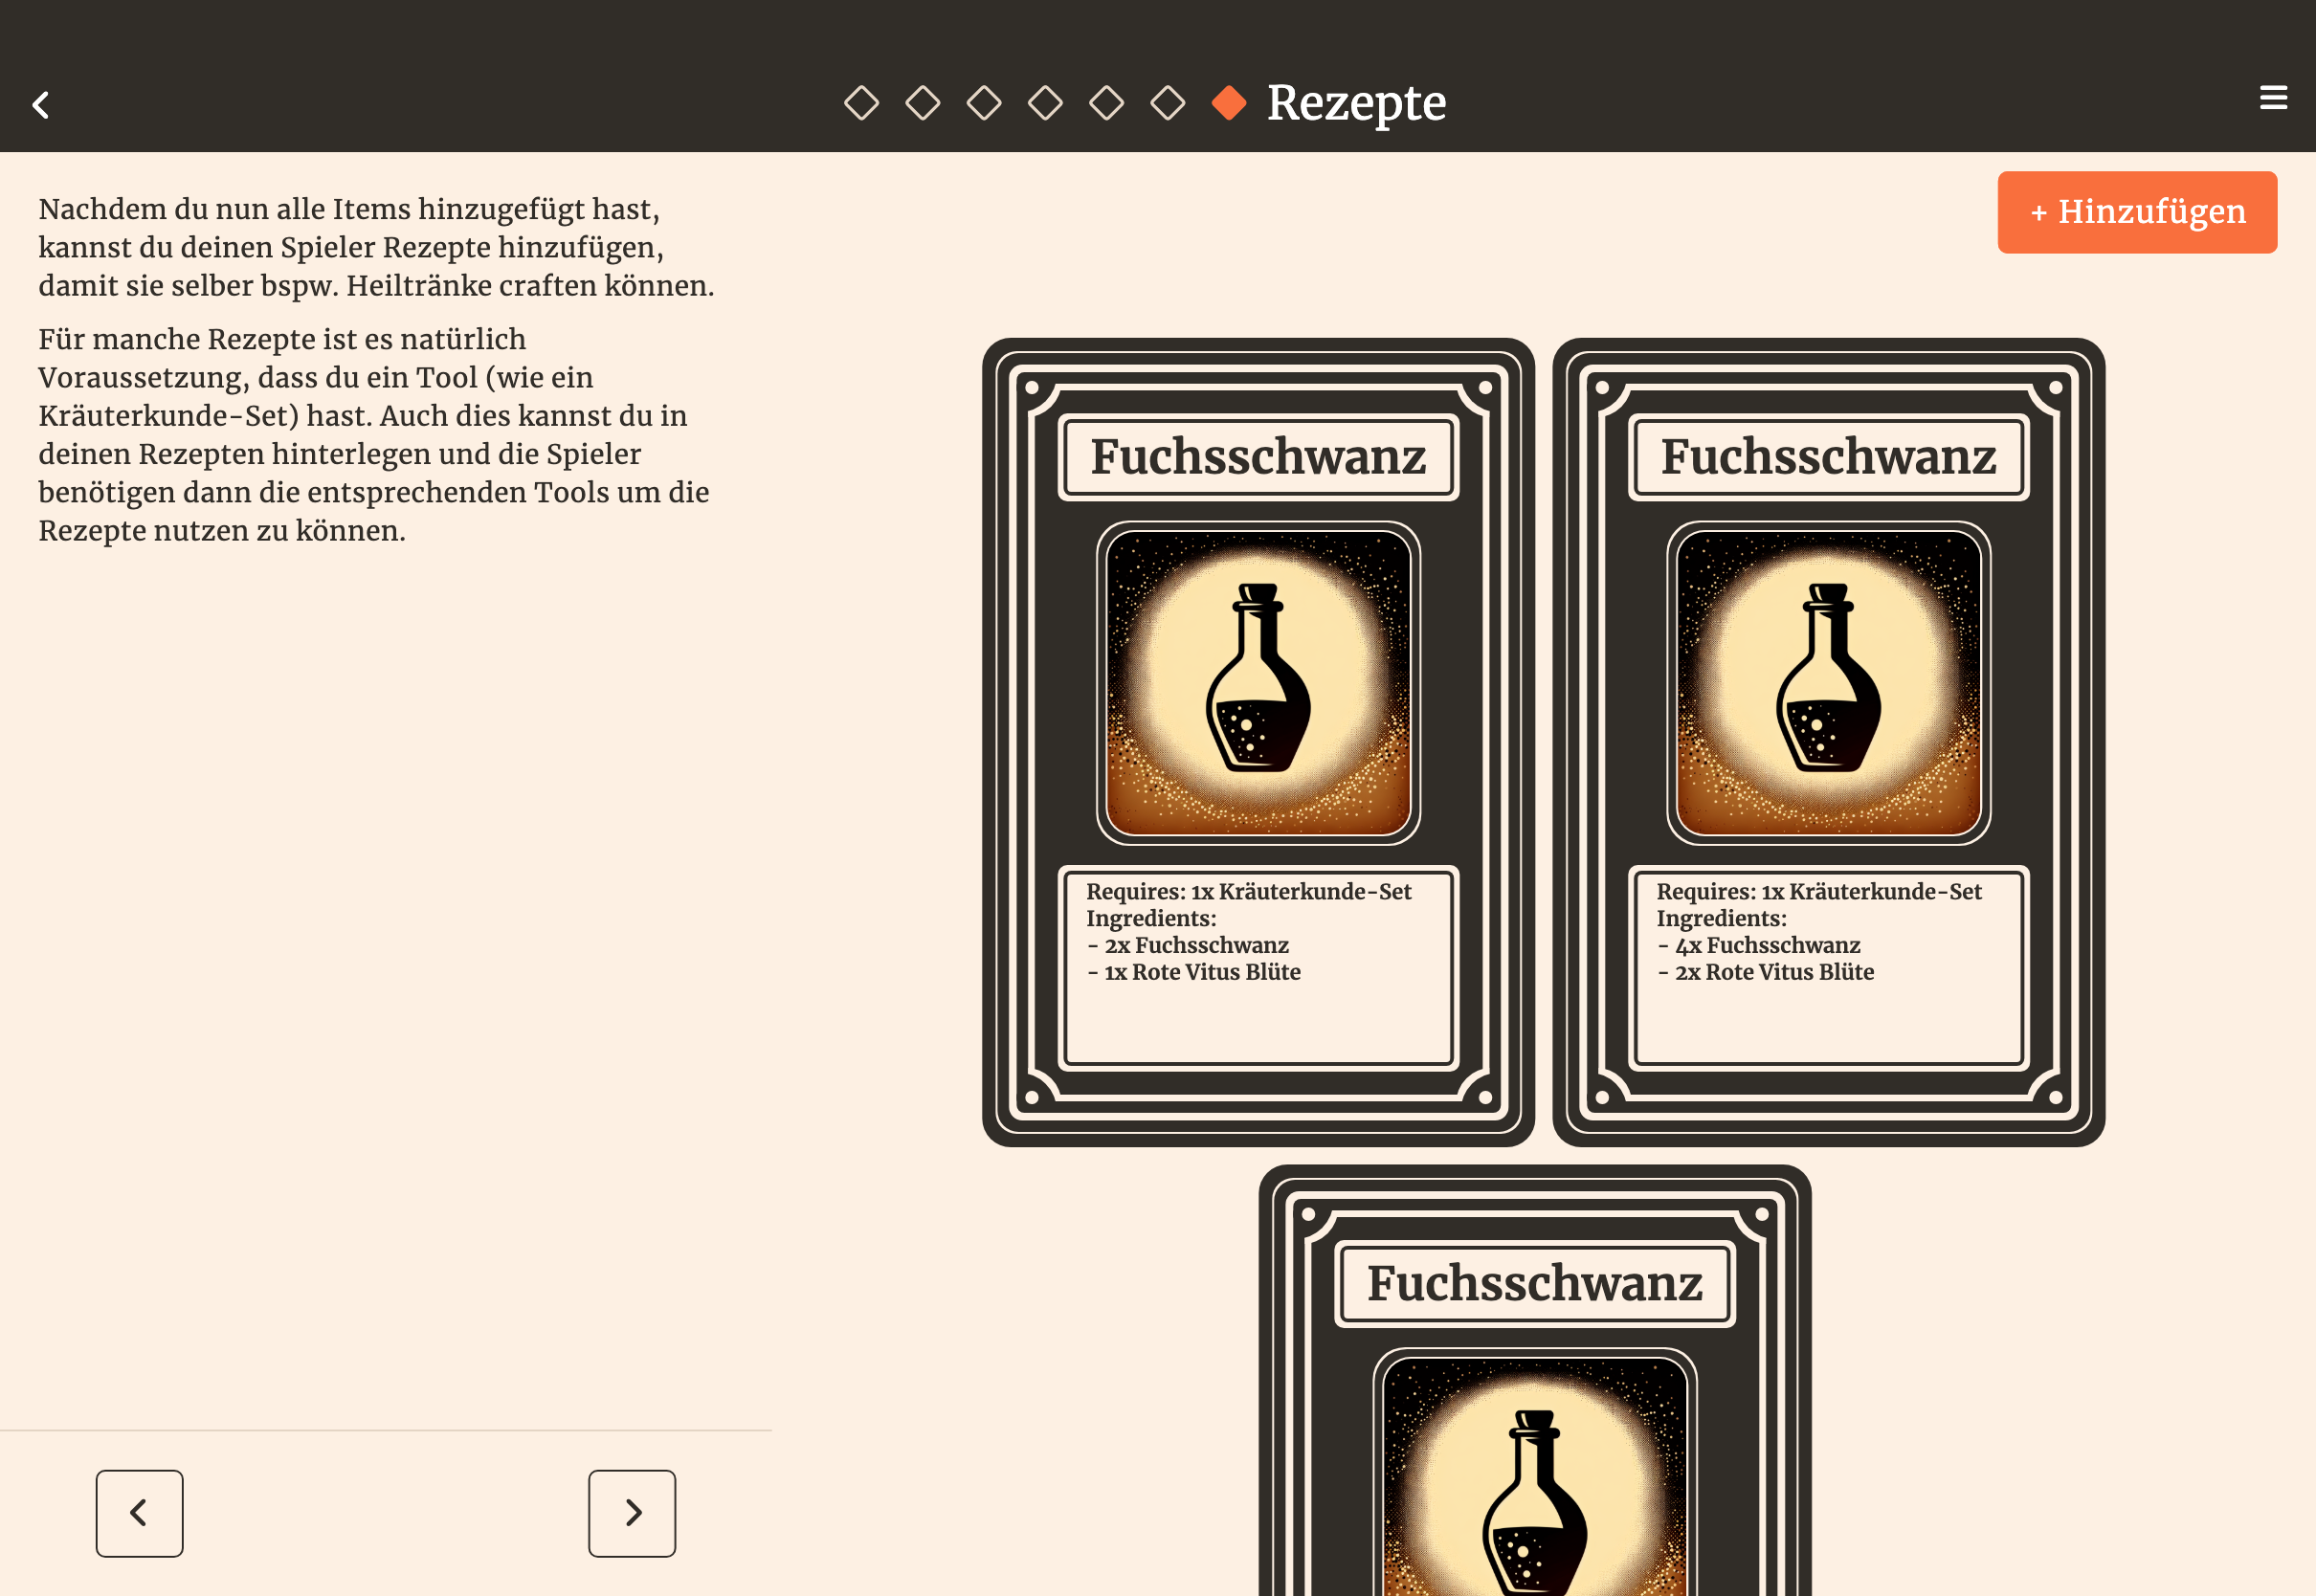 Rezepte
Nachdem du nun alle Items hinzugefügt hast,
kannst du deinen Spieler Rezepte hinzufügen,
damit sie selber bspw. Heiltränke craften können.
Für manche Rezepte ist es natürlich
Voraussetzung, dass du ein Tool (wie ein
Kräuterkunde-Set) hast. Auch dies kannst du in
deinen Rezepten hinterlegen und die Spieler
benötigen dann die entsprechenden Tools um die
Rezepte nutzen zu können.
+ Hinzufügen
Fuchsschwanz
Requires: 1x Kräuterkunde-Set
Ingredients:
- 2x Fuchsschwanz
- 1x Rote Vitus Blüte
Fuchsschwanz
Requires: 1x Kräuterkunde-Set
Ingredients:
- 4x Fuchsschwanz
- 2x Rote Vitus Blüte
Fuchsschwanz